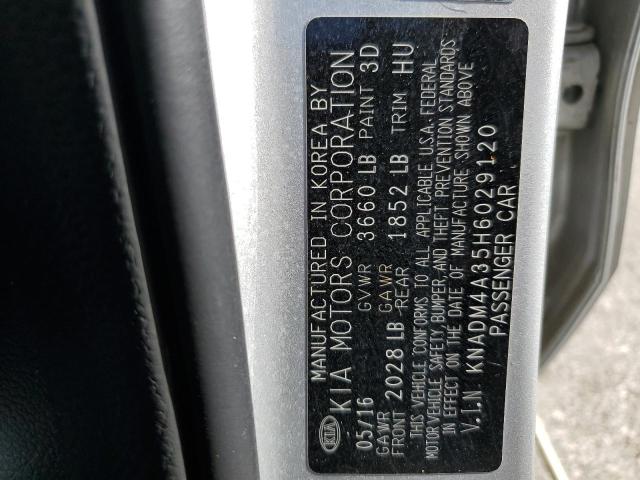 KIA MANUFACTURED IN KOREA BY
KIA MOTORS CORPORATION
05/16 GVWR 3660 LB PAINT 3D
GAWR FRONT 2028 LB GAWR REAR 1852 LB TRIM HU
THIS VEHICLE CONFORMS TO ALL APPLICABLE U.S.A. FEDERAL
MOTOR VEHICLE SAFETY, BUMPER, AND THEFT PREVENTION STANDARDS
IN EFFECT ON THE DATE OF MANUFACTURE SHOWN ABOVE
V.I.N KNADM4A35H6029120
PASSENGER CAR